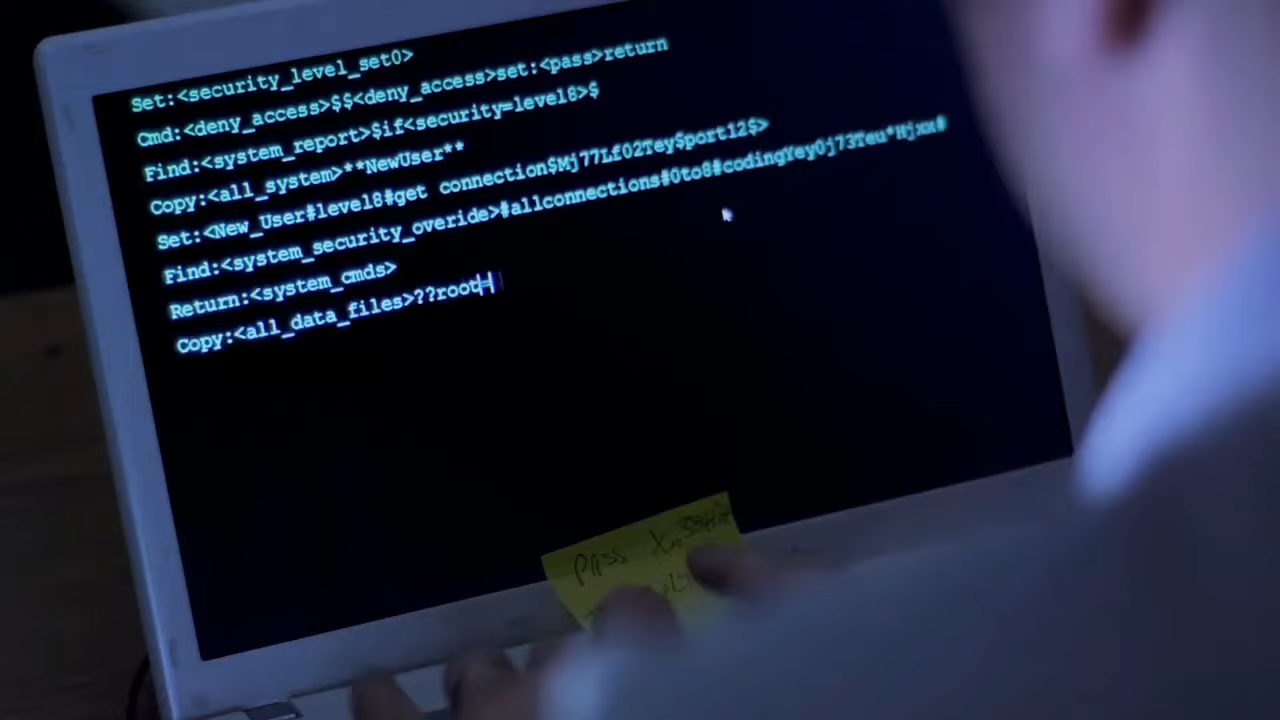 Set:<security_level_set0>
Cmd:<deny_access>$$<deny_access>set:<pass>return
Find:<system_report>$if<security=level8>$
Copy:<all_system>**NewUser**
Set:<New_User#level8#get connection$Mj77Lf02Tey$port12$>
Find:<system_security_overide>#allconnections#0to8#codingYey0j73Teu*Hjxx#
Return:<system_cmds>
Copy:<all_data_files>??root=
Pass